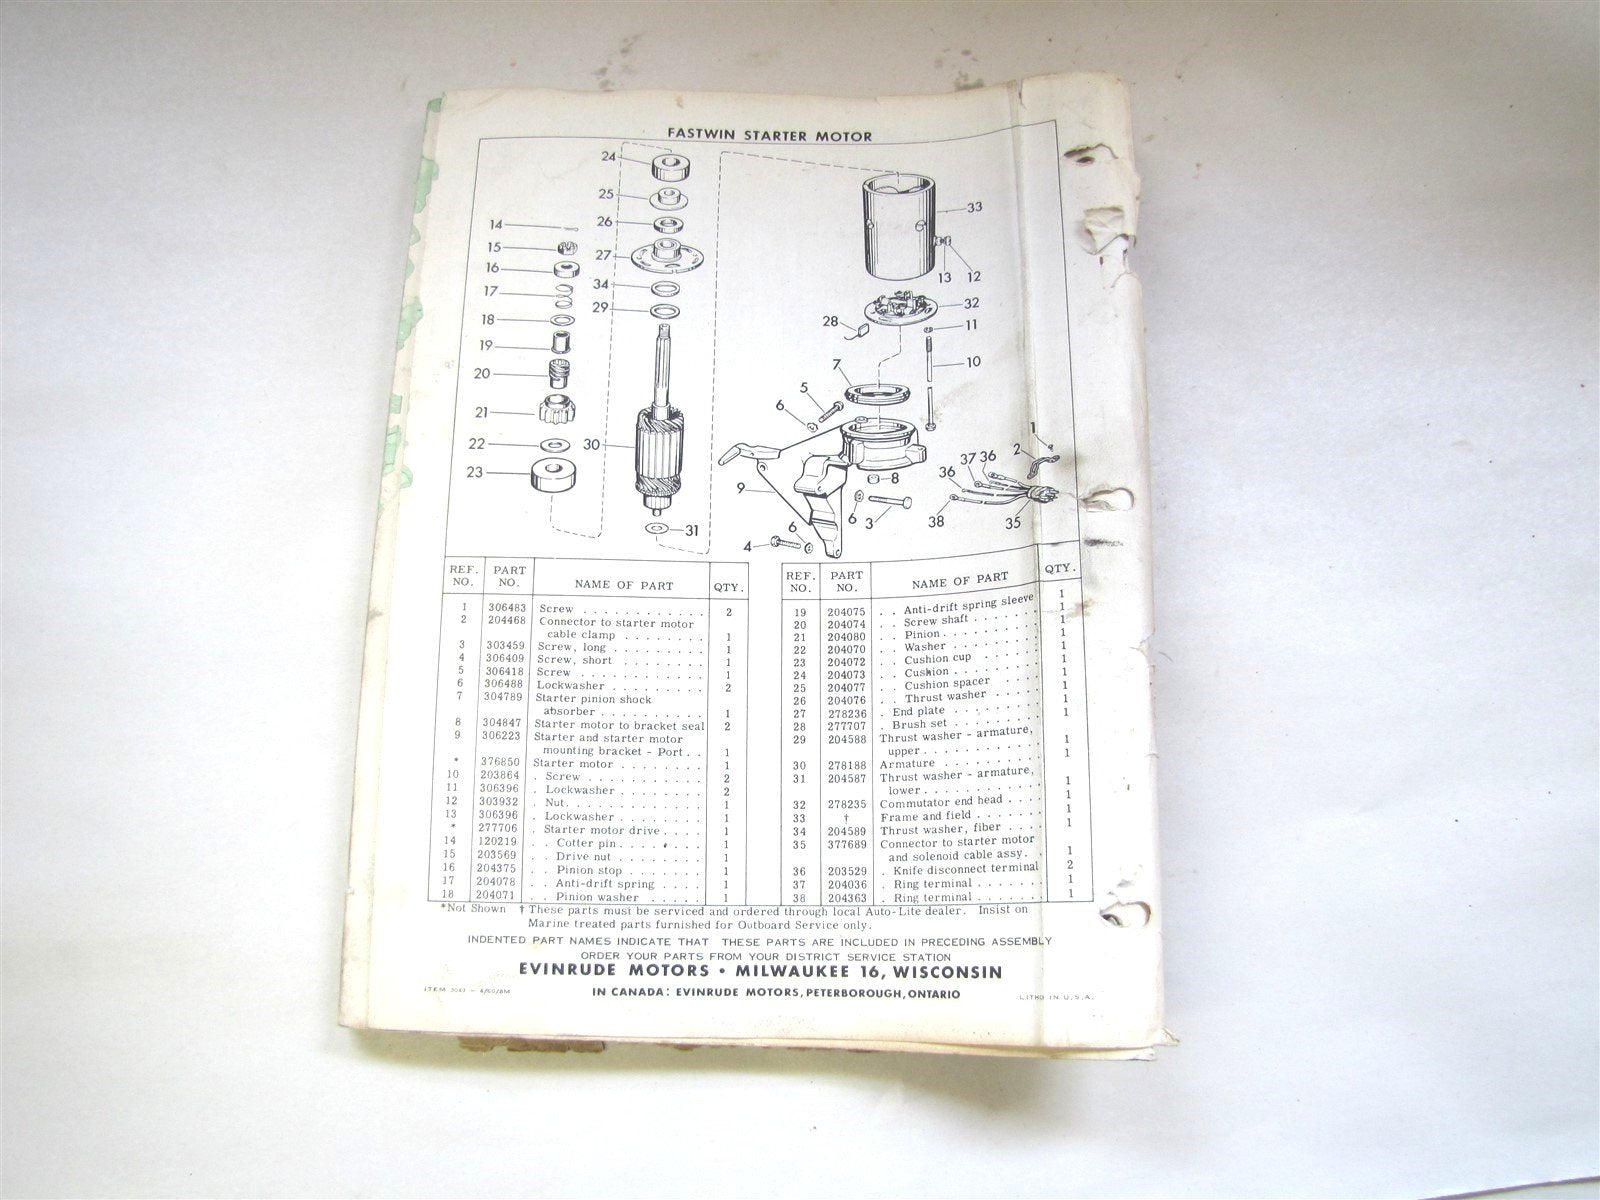 FASTWIN STARTER MOTOR
24
25
26
27
34
29
14
15
16
17
18
19
20
21
22
23
30
31
33
13 12
32
28
11
10
7
5
6
1
2
37 36
36
38
35
8
9
6
3
6
4
REF. NO. PART NO. NAME OF PART QTY.
1 306483 Screw 2
2 204468 Connector to starter motor
cable clamp 1
3 303459 Screw, long 1
4 306409 Screw, short 1
5 306418 Screw 1
6 306488 Lockwasher 2
7 304789 Starter pinion shock
absorber 1
8 304847 Starter motor to bracket seal 2
9 306223 Starter and starter motor
mounting bracket - Port . . 1
* 376850 Starter motor 1
10 203864 . Screw 2
11 306396 . Lockwasher 2
12 303932 . Nut 1
13 306396 . Lockwasher 1
* 277706 . Starter motor drive 1
14 120219 . . Cotter pin 1
15 203569 . . Drive nut 1
16 204375 . . Pinion stop 1
17 204078 . . Anti-drift spring 1
18 204071 . . Pinion washer 1
REF. NO. PART NO. NAME OF PART QTY.
19 204075 . . Anti-drift spring sleeve 1
20 204074 . . Screw shaft 1
21 204080 . . Pinion 1
22 204070 . . Washer 1
23 204072 . . Cushion cup 1
24 204073 . . Cushion 1
25 204077 . . Cushion spacer 1
26 204076 . . Thrust washer 1
27 278236 . End plate 1
28 277707 . Brush set 1
29 204588 Thrust washer - armature,
upper 1
30 278188 Armature 1
31 204587 Thrust washer - armature,
lower 1
32 278235 Commutator end head 1
33 † Frame and field 1
34 204589 Thrust washer, fiber 1
35 377689 Connector to starter motor
and solenoid cable assy. . 1
36 203529 . Knife disconnect terminal 2
37 204036 . Ring terminal 1
38 204363 . Ring terminal 1
*Not Shown † These parts must be serviced and ordered through local Auto-Lite dealer. Insist on
Marine treated parts furnished for Outboard Service only.
INDENTED PART NAMES INDICATE THAT THESE PARTS ARE INCLUDED IN PRECEDING ASSEMBLY
ORDER YOUR PARTS FROM YOUR DISTRICT SERVICE STATION
EVINRUDE MOTORS • MILWAUKEE 16, WISCONSIN
IN CANADA: EVINRUDE MOTORS, PETERBOROUGH, ONTARIO
ITEM
LITHO IN U.S.A.